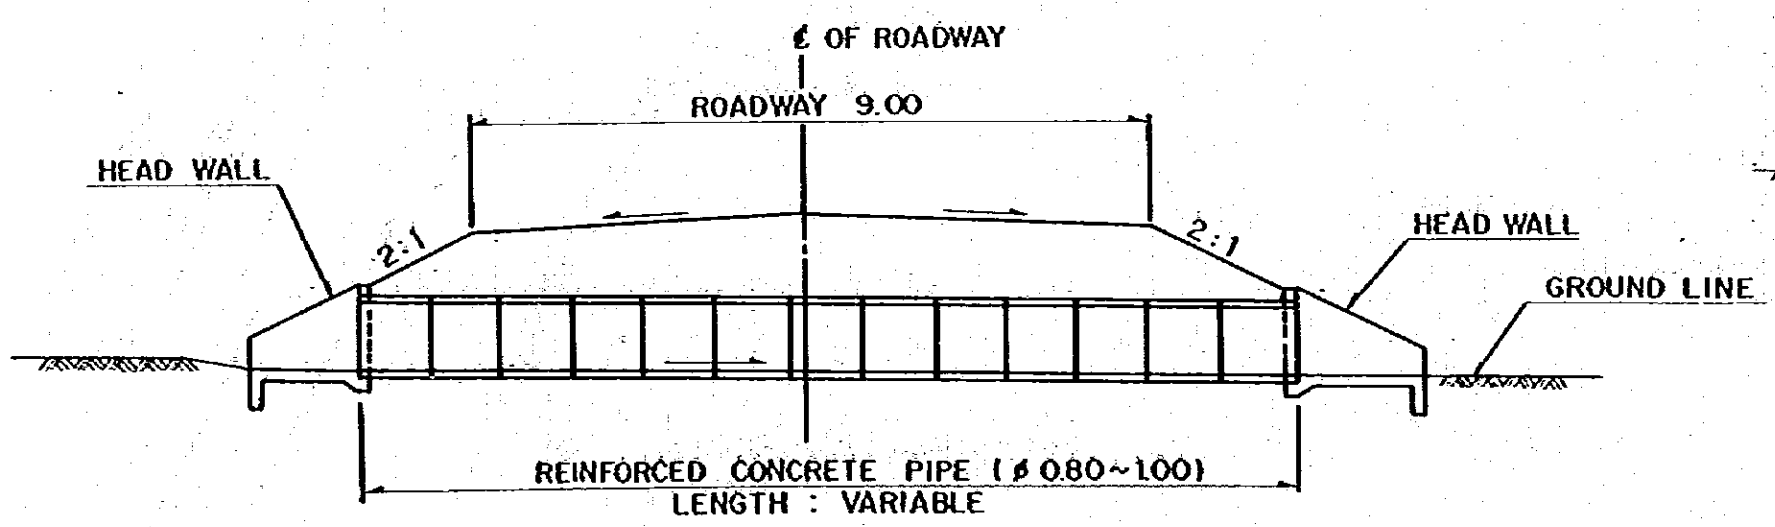 ℄ OF ROADWAY
ROADWAY 9.00
HEAD WALL
2:1
2:1
HEAD WALL
GROUND LINE
REINFORCED CONCRETE PIPE (ø 0.80~1.00)
LENGTH : VARIABLE